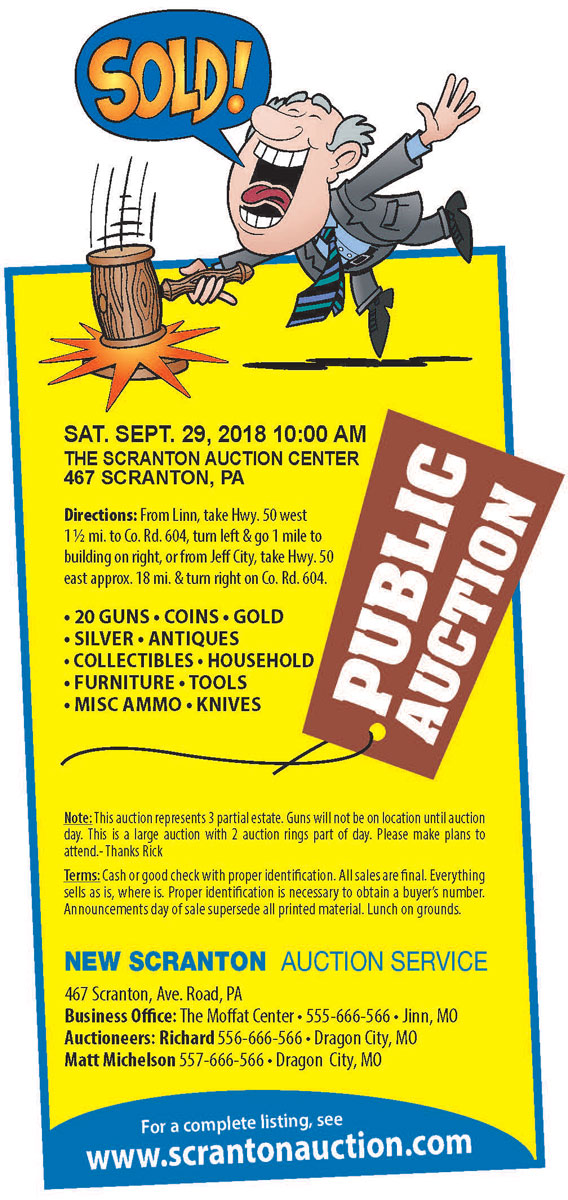 SOLD!
SAT. SEPT. 29, 2018 10:00 AM
THE SCRANTON AUCTION CENTER
467 SCRANTON, PA
Directions: From Linn, take Hwy. 50 west
1 ½ mi. to Co. Rd. 604, turn left & go 1 mile to
building on right, or from Jeff City, take Hwy. 50
east approx. 18 mi. & turn right on Co. Rd. 604.
• 20 GUNS • COINS • GOLD
• SILVER • ANTIQUES
• COLLECTIBLES • HOUSEHOLD
• FURNITURE • TOOLS
• MISC AMMO • KNIVES
PUBLIC
AUCTION
Note: This auction represents 3 partial estate. Guns will not be on location until auction
day. This is a large auction with 2 auction rings part of day. Please make plans to
attend.- Thanks Rick
Terms: Cash or good check with proper identification. All sales are final. Everything
sells as is, where is. Proper identification is necessary to obtain a buyer's number.
Announcements day of sale supersede all printed material. Lunch on grounds.
NEW SCRANTON AUCTION SERVICE
467 Scranton, Ave. Road, PA
Business Office: The Moffat Center • 555-666-566 • Jinn, MO
Auctioneers: Richard 556-666-566 • Dragon City, MO
Matt Michelson 557-666-566 • Dragon City, MO
For a complete listing, see
www.scrantonauction.com